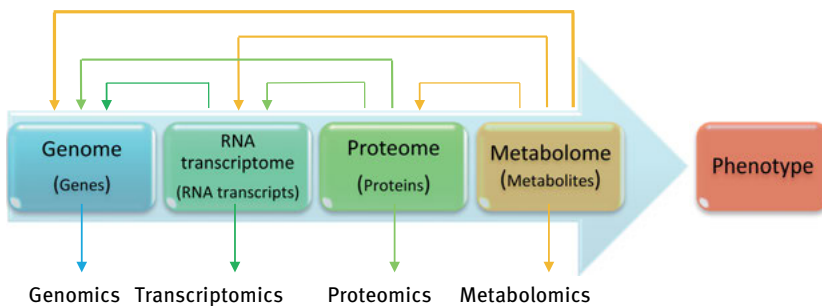 Genome
(Genes)
RNA
transcriptome
(RNA transcripts)
Proteome
(Proteins)
Metabolome
(Metabolites)
Phenotype
Genomics
Transcriptomics
Proteomics
Metabolomics